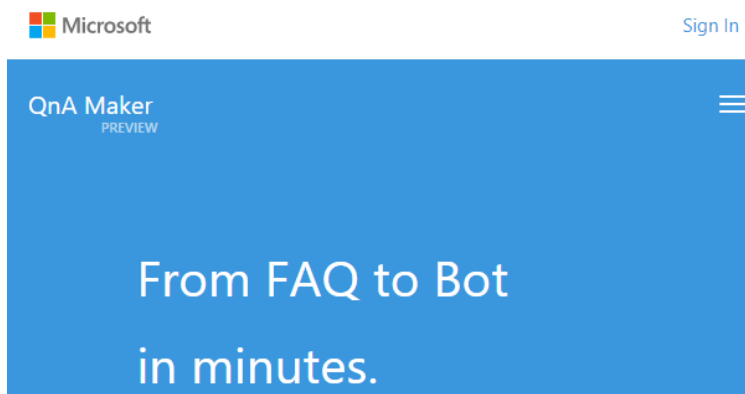 Microsoft
Sign In
QnA Maker
PREVIEW
From FAQ to Bot
in minutes.